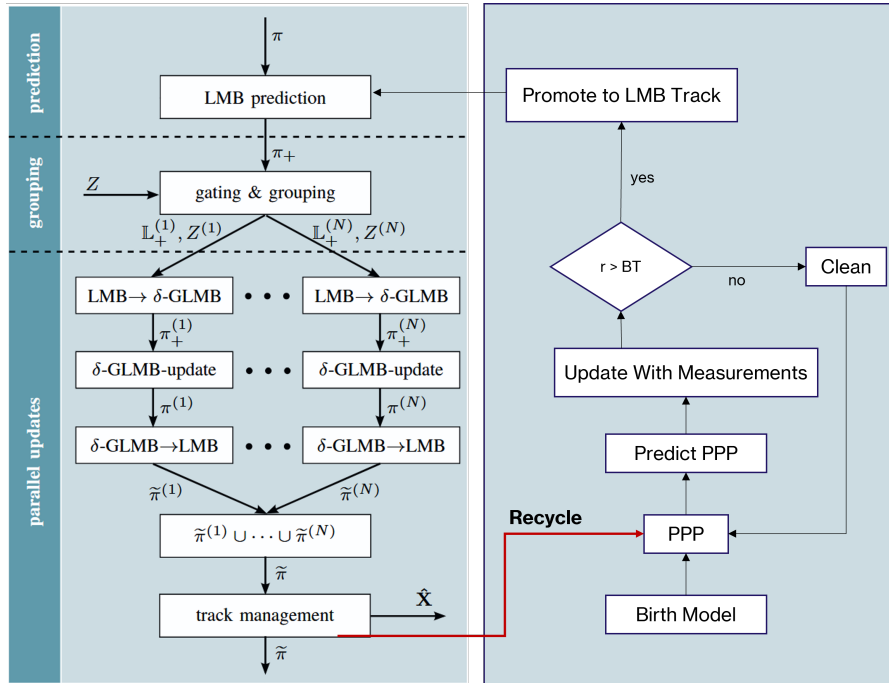 prediction
π
LMB prediction
π₊
grouping
Z
gating & grouping
𝕃₊⁽¹⁾, Z⁽¹⁾
𝕃₊⁽ᴺ⁾, Z⁽ᴺ⁾
parallel updates
LMB→ δ-GLMB
• • •
LMB→ δ-GLMB
π₊⁽¹⁾
π₊⁽ᴺ⁾
δ-GLMB-update
• • •
δ-GLMB-update
π⁽¹⁾
π⁽ᴺ⁾
δ-GLMB→LMB
• • •
δ-GLMB→LMB
π̃⁽¹⁾
π̃⁽ᴺ⁾
π̃⁽¹⁾ ∪ · · · ∪ π̃⁽ᴺ⁾
π̃
track management
X̂
π̃
Promote to LMB Track
yes
r > BT
no
Clean
Update With Measurements
Predict PPP
Recycle
PPP
Birth Model